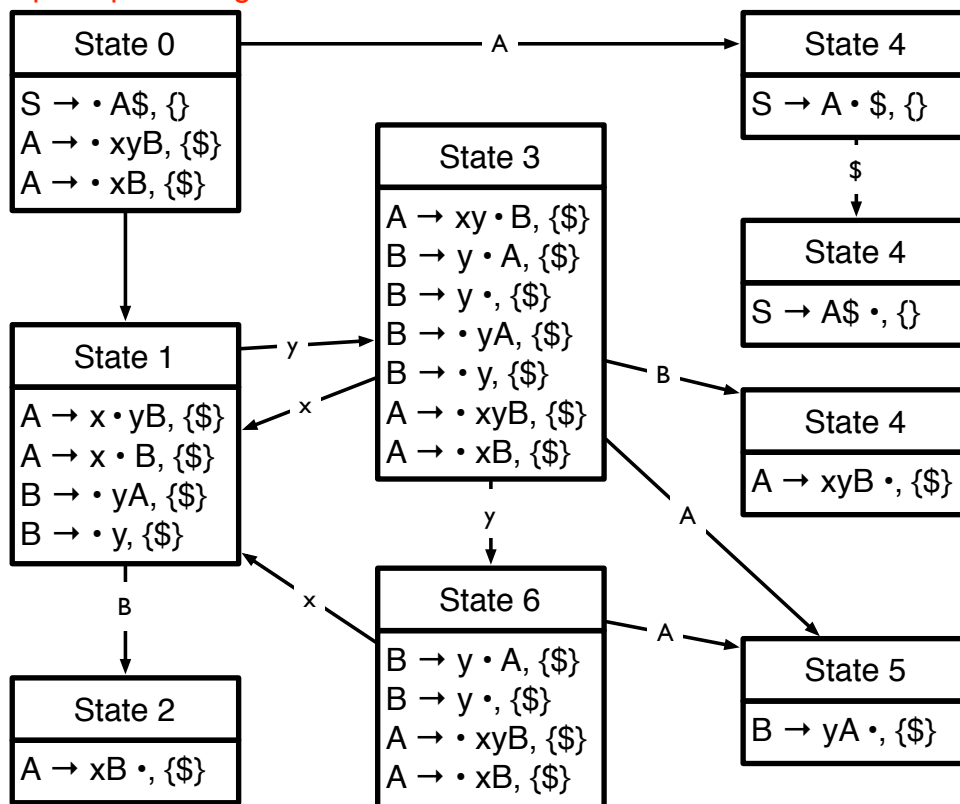 State 0
S → • A$, {}
A → • xyB, {$}
A → • xB, {$}
A
State 4
S → A • $, {}
$
State 4
S → A$ •, {}
State 3
A → xy • B, {$}
B → y • A, {$}
B → y •, {$}
B → • yA, {$}
B → • y, {$}
A → • xyB, {$}
A → • xB, {$}
State 1
A → x • yB, {$}
A → x • B, {$}
B → • yA, {$}
B → • y, {$}
y
x
B
State 4
A → xyB •, {$}
A
y
B
State 2
A → xB •, {$}
x
State 6
B → y • A, {$}
B → y •, {$}
A → • xyB, {$}
A → • xB, {$}
A
State 5
B → yA •, {$}